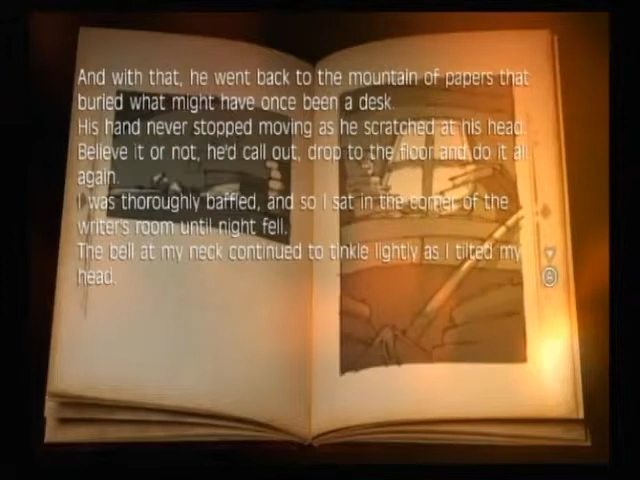 And with that, he went back to the mountain of papers that
buried what might have once been a desk.
His hand never stopped moving as he scratched at his head.
Believe it or not, he'd call out, drop to the floor and do it all
again.
I was thoroughly baffled, and so I sat in the corner of the
writer's room until night fell.
The bell at my neck continued to tinkle lightly as I tilted my
head.
A